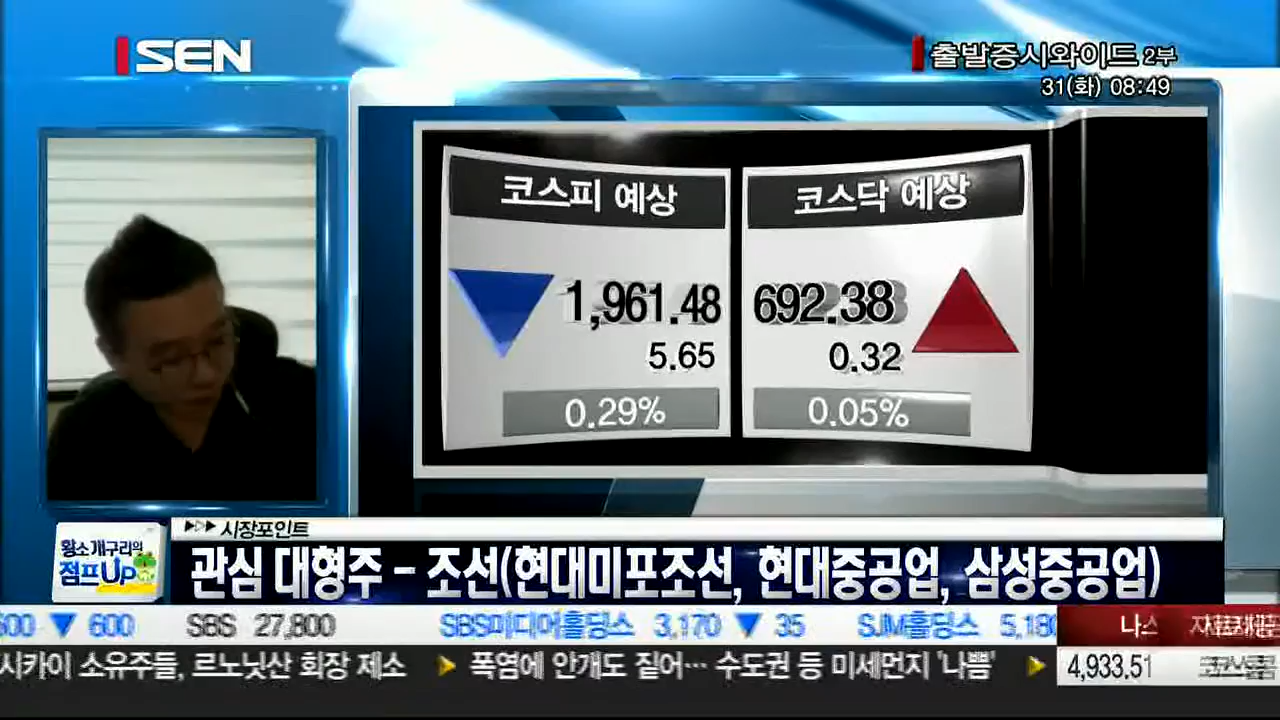 SEN
출발증시와이드 2부
31(화) 08:49
코스피 예상
1,961.48
5.65
0.29%
코스닥 예상
692.38
0.32
0.05%
황소개구리의
점프UP
시장포인트
관심 대형주 - 조선(현대미포조선, 현대중공업, 삼성중공업)
600 SBS 27,800 SBS미디어홀딩스 3,170 35 SJM홀딩스 5,180
시카이 소유주들, 르노닛산 회장 제소 폭염에 안개도 짙어… 수도권 등 미세먼지 '나쁨'
4,933.51